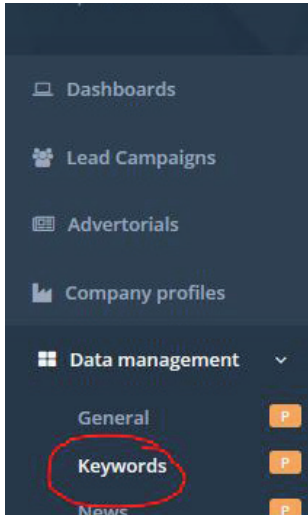 Dashboards
Lead Campaigns
Advertorials
Company profiles
Data management
General P
Keywords P
News P